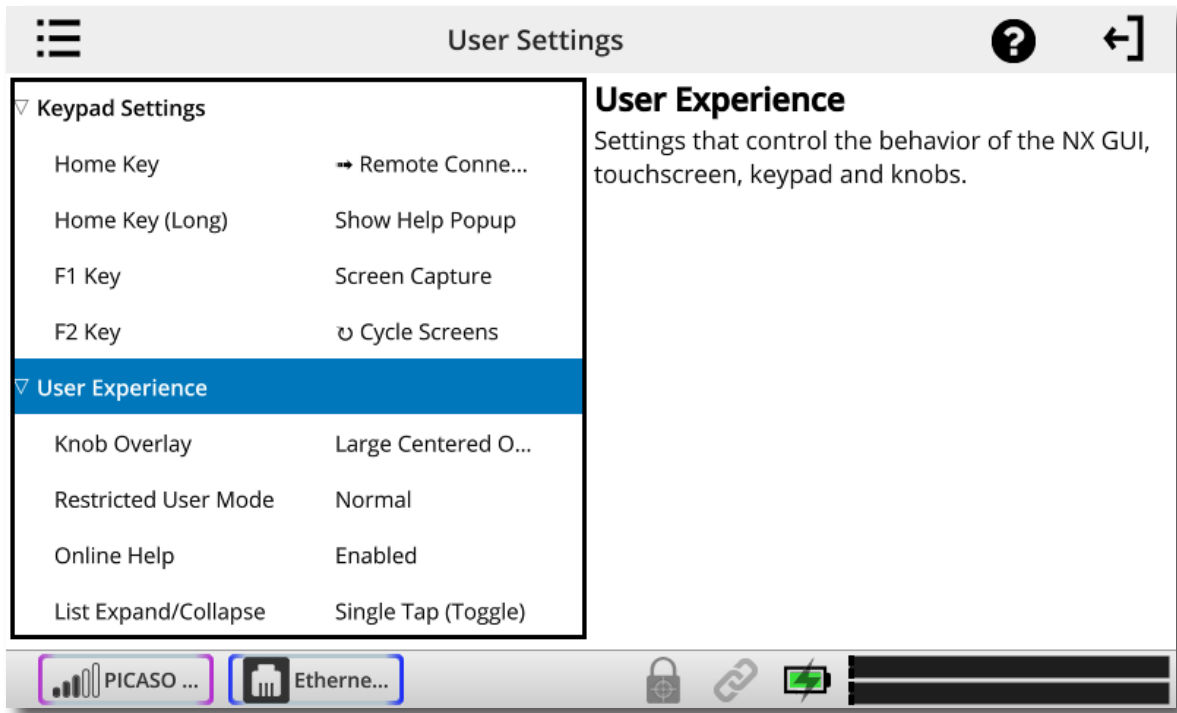 User Settings
Keypad Settings
Home Key ➟ Remote Conne...
Home Key (Long) Show Help Popup
F1 Key Screen Capture
F2 Key ↻ Cycle Screens
User Experience
Knob Overlay Large Centered O...
Restricted User Mode Normal
Online Help Enabled
List Expand/Collapse Single Tap (Toggle)
User Experience
Settings that control the behavior of the NX GUI,
touchscreen, keypad and knobs.
PICASO ... Etherne...